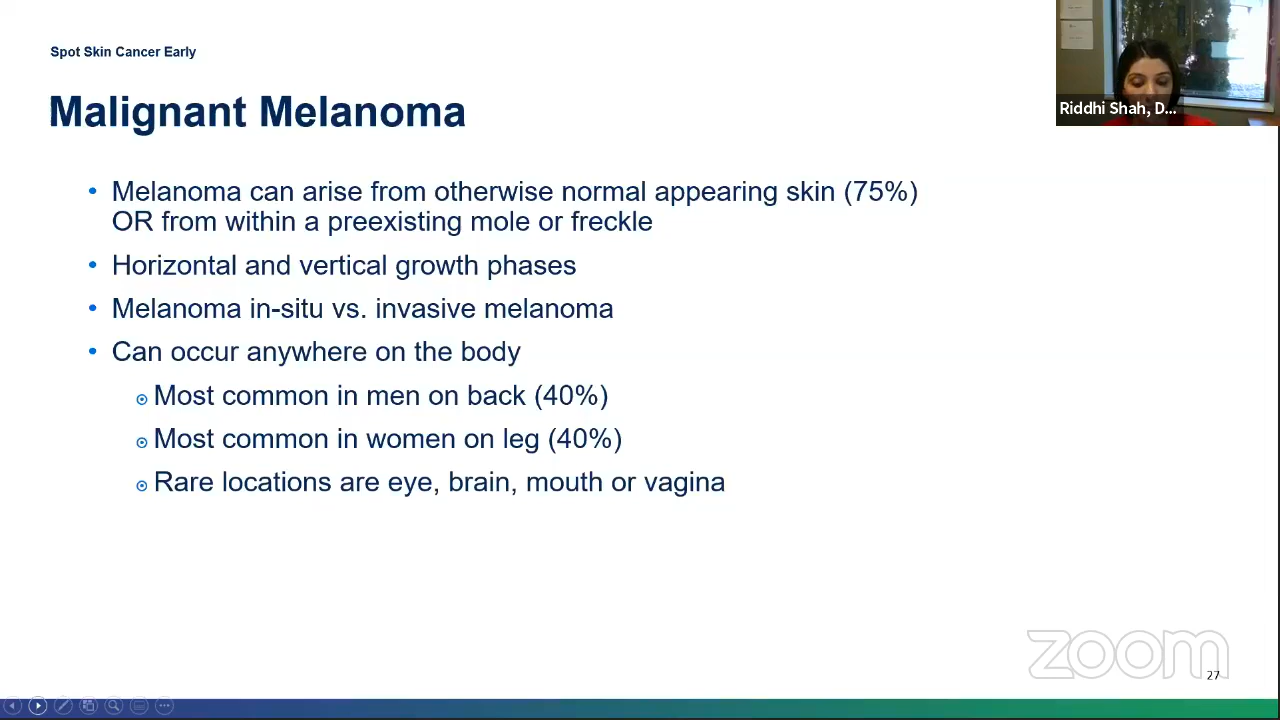 Spot Skin Cancer Early
Riddhi Shah, D...
Malignant Melanoma
• Melanoma can arise from otherwise normal appearing skin (75%)
OR from within a preexisting mole or freckle
• Horizontal and vertical growth phases
• Melanoma in-situ vs. invasive melanoma
• Can occur anywhere on the body
Most common in men on back (40%)
Most common in women on leg (40%)
Rare locations are eye, brain, mouth or vagina
zoom
27